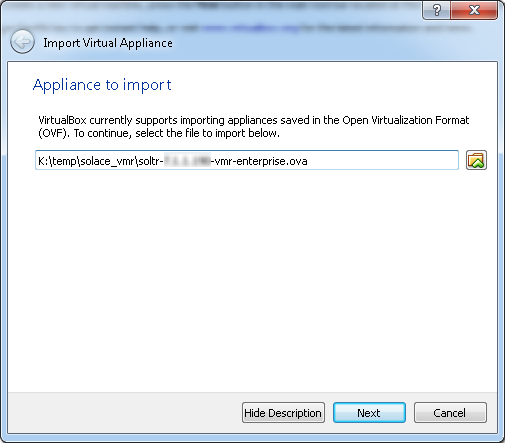 Import Virtual Appliance
Appliance to import
VirtualBox currently supports importing appliances saved in the Open Virtualization Format
(OVF). To continue, select the file to import below.
K:\temp\solace_vmr\soltr- -vmr-enterprise.ova
Hide Description Next Cancel